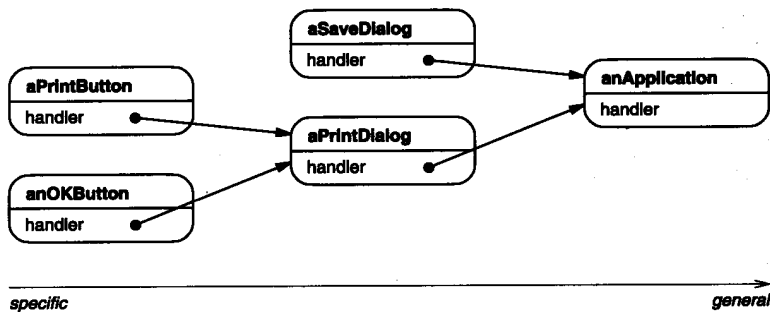 aSaveDialog
handler
anApplication
handler
aPrintButton
handler
aPrintDialog
handler
anOKButton
handler
specific
general